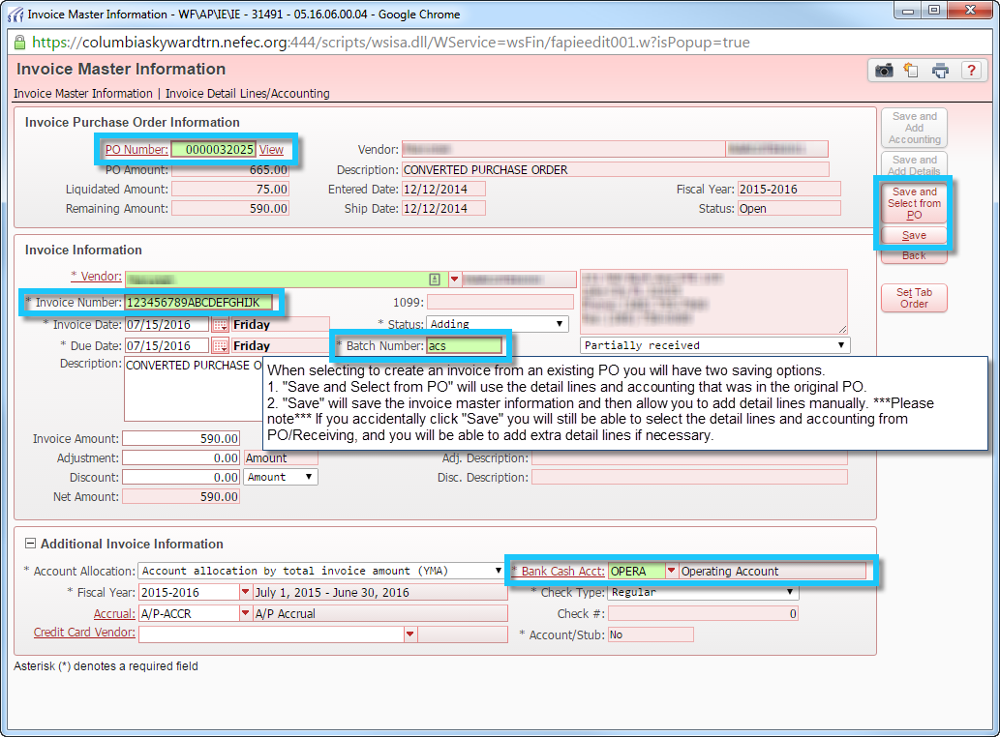 Invoice Master Information - WF\AP\IE\IE - 31491 - 05.16.06.00.04 - Google Chrome
https://columbiaskywardtrn.nefec.org:444/scripts/wsisa.dll/WService=wsFin/fapieedit001.w?isPopup=true
Invoice Master Information
Invoice Master Information | Invoice Detail Lines/Accounting
Invoice Purchase Order Information
PO Number: 0000032025 View Vendor:
PO Amount: 665.00 Description: CONVERTED PURCHASE ORDER
Liquidated Amount: 75.00 Entered Date: 12/12/2014 Fiscal Year: 2015-2016
Remaining Amount: 590.00 Ship Date: 12/12/2014 Status: Open
Save and Add Accounting
Save and Add Details
Save and Select from PO
Save
Back
Set Tab Order
Invoice Information
* Vendor:
* Invoice Number: 123456789ABCDEFGHIJK 1099:
* Invoice Date: 07/15/2016 Friday * Status: Adding
* Due Date: 07/15/2016 Friday * Batch Number: acs Partially received
Description: CONVERTED PURCHASE O
When selecting to create an invoice from an existing PO you will have two saving options.
1. "Save and Select from PO" will use the detail lines and accounting that was in the original PO.
2. "Save" will save the invoice master information and then allow you to add detail lines manually. ***Please
note*** If you accidentally click "Save" you will still be able to select the detail lines and accounting from
PO/Receiving, and you will be able to add extra detail lines if necessary.
Invoice Amount: 590.00
Adjustment: 0.00 Amount Adj. Description:
Discount: 0.00 Amount Disc. Description:
Net Amount: 590.00
Additional Invoice Information
* Account Allocation: Account allocation by total invoice amount (YMA) * Bank Cash Acct: OPERA Operating Account
* Fiscal Year: 2015-2016 July 1, 2015 - June 30, 2016 * Check Type: Regular
Accrual: A/P-ACCR A/P Accrual Check #: 0
Credit Card Vendor: * Account/Stub: No
Asterisk (*) denotes a required field